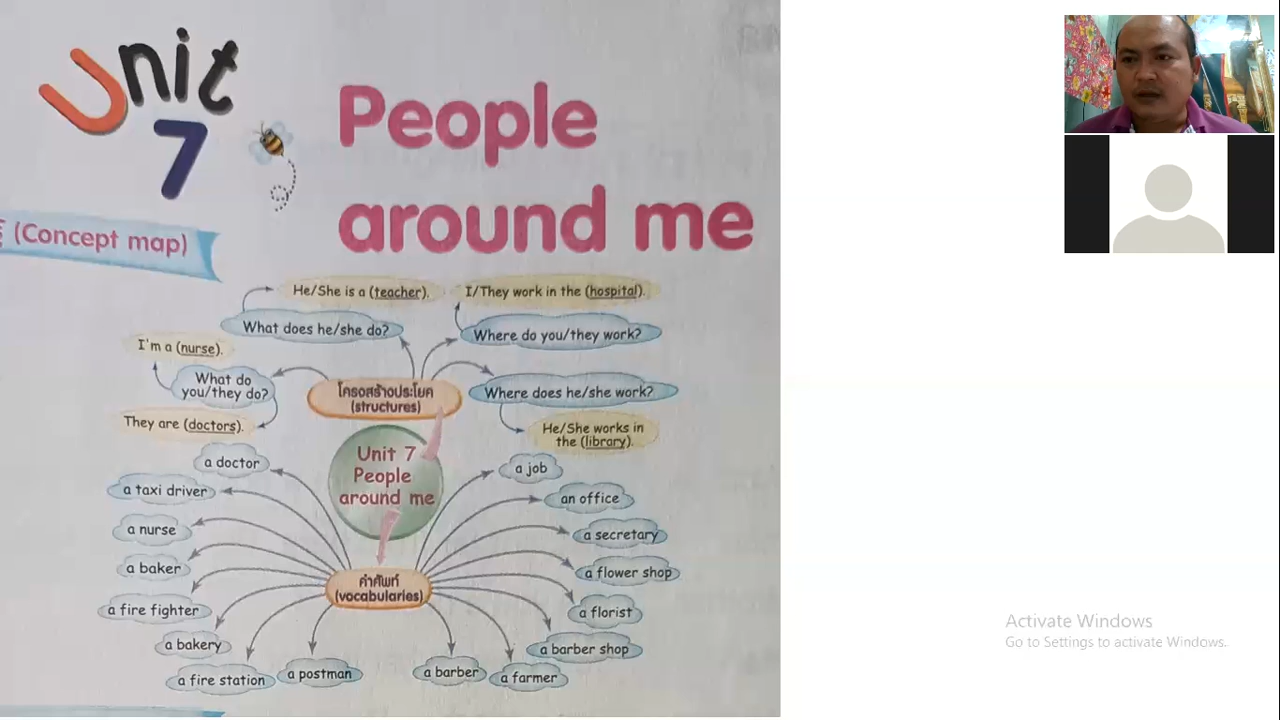 Unit
7
People
around me
(Concept map)
He/She is a (teacher).
I/They work in the (hospital).
What does he/she do?
Where do you/they work?
I'm a (nurse).
What do
you/they do?
โครงสร้างประโยค
(structures)
Where does he/she work?
They are (doctors).
He/She works in
the (library).
Unit 7
People
around me
a doctor
a job
a taxi driver
an office
a nurse
a secretary
a baker
a flower shop
คำศัพท์
(vocabularies)
a fire fighter
a florist
a bakery
a barber shop
a fire station
a postman
a barber
a farmer
Activate Windows
Go to Settings to activate Windows.